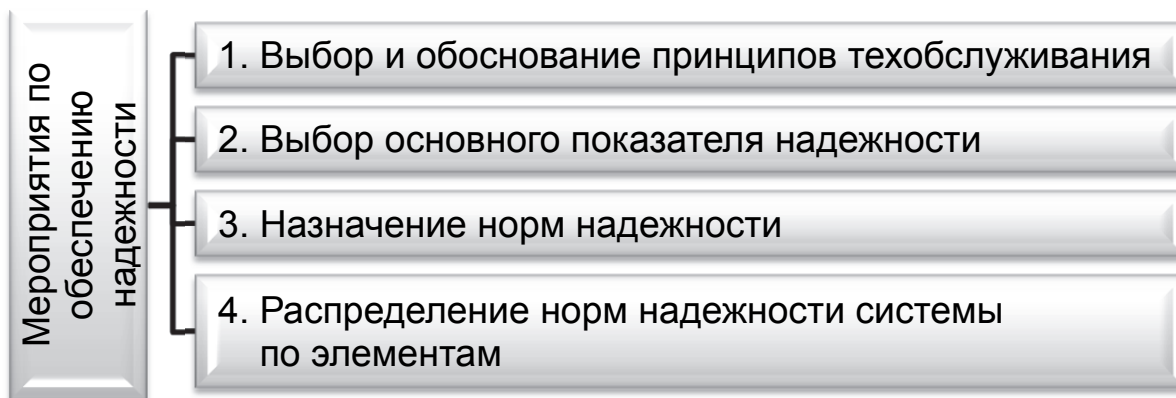 Мероприятия по
обеспечению
надежности
1. Выбор и обоснование принципов техобслуживания
2. Выбор основного показателя надежности
3. Назначение норм надежности
4. Распределение норм надежности системы
по элементам